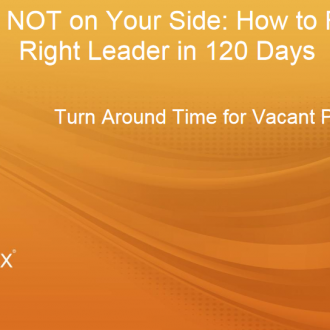 NOT on Your Side: How to
Right Leader in 120 Days
Turn Around Time for Vacant
X®